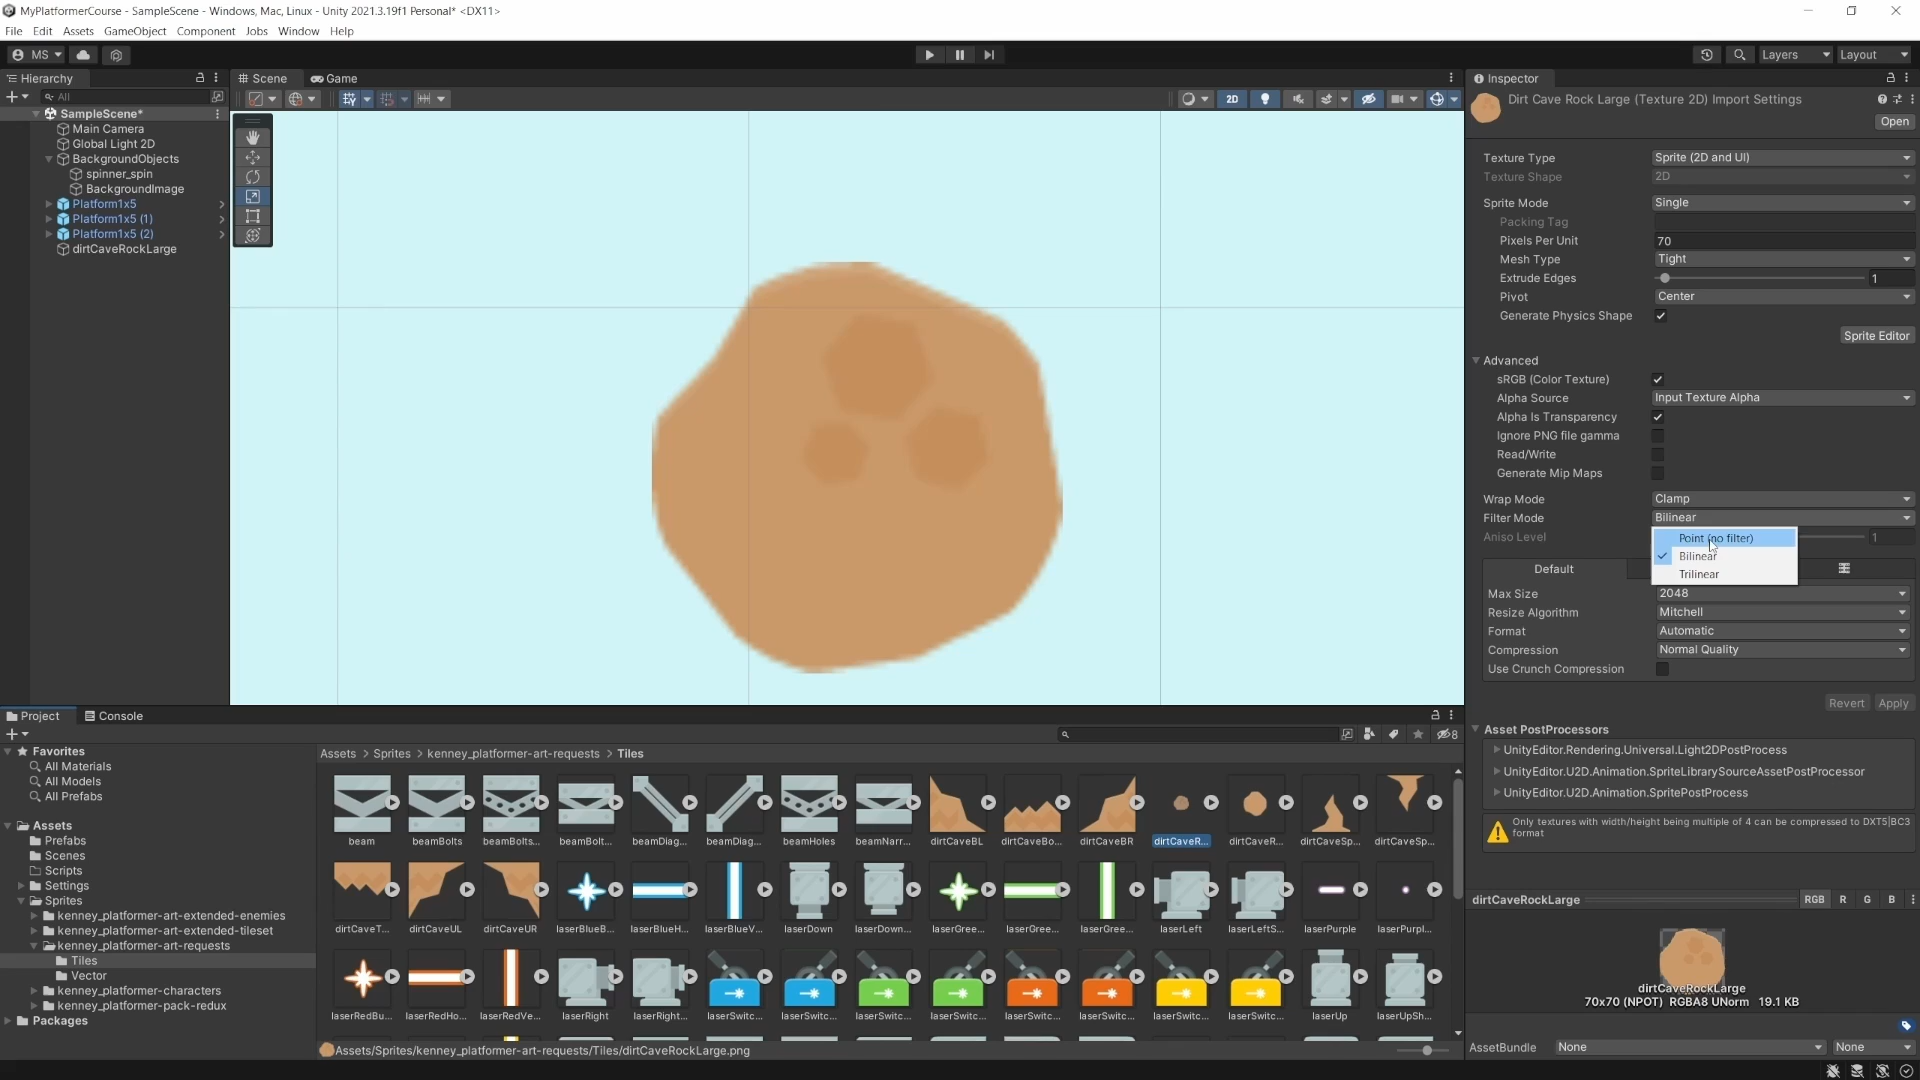 MyPlatformerCourse - SampleScene - Windows, Mac, Linux - Unity 2021.3.19f1 Personal* <DX11>
File Edit Assets GameObject Component Jobs Window Help
MS Layers Layout
Hierarchy
All
SampleScene*
Main Camera
Global Light 2D
BackgroundObjects
spinner_spin
BackgroundImage
Platform1x5
Platform1x5 (1)
Platform1x5 (2)
dirtCaveRockLarge
Scene Game
2D
Inspector
Dirt Cave Rock Large (Texture 2D) Import Settings
Open
Texture Type Sprite (2D and UI)
Texture Shape 2D
Sprite Mode Single
Packing Tag
Pixels Per Unit 70
Mesh Type Tight
Extrude Edges 1
Pivot Center
Generate Physics Shape
Sprite Editor
Advanced
sRGB (Color Texture)
Alpha Source Input Texture Alpha
Alpha Is Transparency
Ignore PNG file gamma
Read/Write
Generate Mip Maps
Wrap Mode Clamp
Filter Mode Bilinear
Aniso Level 1
Point (no filter)
Bilinear
Trilinear
Default
Max Size 2048
Resize Algorithm Mitchell
Format Automatic
Compression Normal Quality
Use Crunch Compression
Revert Apply
Asset PostProcessors
UnityEditor.Rendering.Universal.Light2DPostProcess
UnityEditor.U2D.Animation.SpriteLibrarySourceAssetPostProcessor
UnityEditor.U2D.Animation.SpritePostProcess
Only textures with width/height being multiple of 4 can be compressed to DXT5|BC3
format
dirtCaveRockLarge RGB R G B
dirtCaveRockLarge
70x70 (NPOT) RGBA8 UNorm 19.1 KB
AssetBundle None None
Project Console
8
Favorites
All Materials
All Models
All Prefabs
Assets
Prefabs
Scenes
Scripts
Settings
Sprites
kenney_platformer-art-extended-enemies
kenney_platformer-art-extended-tileset
kenney_platformer-art-requests
Tiles
Vector
kenney_platformer-characters
kenney_platformer-pack-redux
Packages
Assets > Sprites > kenney_platformer-art-requests > Tiles
beam beamBolts beamBolts... beamBolt... beamDiag... beamDiag... beamHoles beamNarr... dirtCaveBL dirtCaveBo... dirtCaveBR dirtCaveR... dirtCaveR... dirtCaveSp... dirtCaveSp...
dirtCaveT... dirtCaveUL dirtCaveUR laserBlueB... laserBlueH... laserBlueV... laserDown laserDown... laserGree... laserGree... laserGree... laserLeft laserLeftS... laserPurple laserPurpl...
laserRedBu... laserRedHo... laserRedVe... laserRight laserRight... laserSwitc... laserSwitc... laserSwitc... laserSwitc... laserSwitc... laserSwitc... laserSwitc... laserSwitc... laserUp laserUpSh...
Assets/Sprites/kenney_platformer-art-requests/Tiles/dirtCaveRockLarge.png